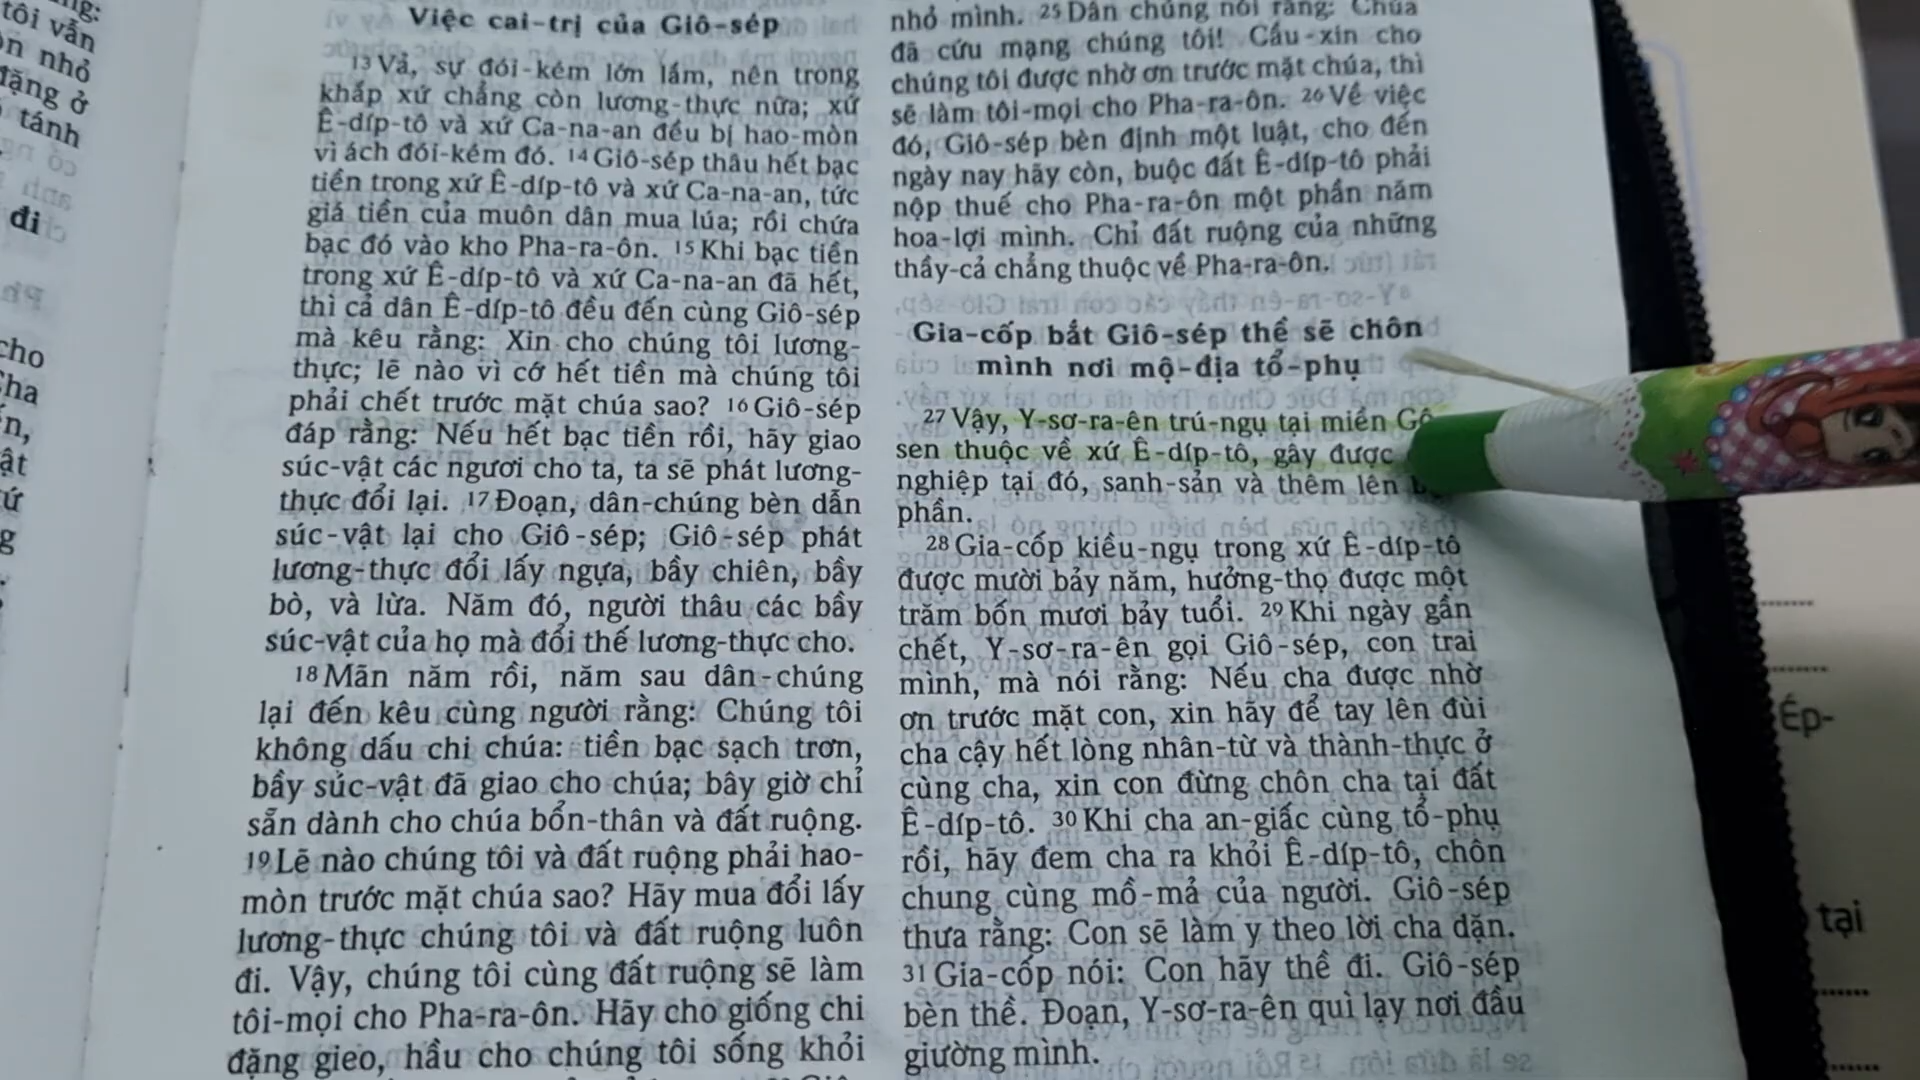 tôi vẫn
nhỏ
đặng ở
tánh
đi
cho
Cha
ật
ứ
g
Việc cai-trị của Giô-sép
13 Vả, sự đói-kém lớn lắm, nên trong
khắp xứ chẳng còn lương-thực nữa; xứ
Ê-díp-tô và xứ Ca-na-an đều bị hao-mòn
vì ách đói-kém đó. 14 Giô-sép thâu hết bạc
tiền trong xứ Ê-díp-tô và xứ Ca-na-an, tức
giá tiền của muôn dân mua lúa; rồi chứa
bạc đó vào kho Pha-ra-ôn. 15 Khi bạc tiền
trong xứ Ê-díp-tô và xứ Ca-na-an đã hết,
thì cả dân Ê-díp-tô đều đến cùng Giô-sép
mà kêu rằng: Xin cho chúng tôi lương-
thực; lẽ nào vì cớ hết tiền mà chúng tôi
phải chết trước mặt chúa sao? 16 Giô-sép
đáp rằng: Nếu hết bạc tiền rồi, hãy giao
súc-vật các ngươi cho ta, ta sẽ phát lương-
thực đổi lại. 17 Đoạn, dân-chúng bèn dẫn
súc-vật lại cho Giô-sép; Giô-sép phát
lương-thực đổi lấy ngựa, bầy chiên, bầy
bò, và lừa. Năm đó, người thâu các bầy
súc-vật của họ mà đổi thế lương-thực cho.
18 Mãn năm rồi, năm sau dân-chúng
lại đến kêu cùng người rằng: Chúng tôi
không dấu chi chúa: tiền bạc sạch trơn,
bầy súc-vật đã giao cho chúa; bây giờ chỉ
sẵn dành cho chúa bổn-thân và đất ruộng.
19 Lẽ nào chúng tôi và đất ruộng phải hao-
mòn trước mặt chúa sao? Hãy mua đổi lấy
lương-thực chúng tôi và đất ruộng luôn
đi. Vậy, chúng tôi cùng đất ruộng sẽ làm
tôi-mọi cho Pha-ra-ôn. Hãy cho giống chi
đặng gieo, hầu cho chúng tôi sống khỏi
nhỏ mình. 25 Dân chúng nói rằng: Chúa
đã cứu mạng chúng tôi! Cầu-xin cho
chúng tôi được nhờ ơn trước mặt chúa, thì
sẽ làm tôi-mọi cho Pha-ra-ôn. 26 Về việc
đó, Giô-sép bèn định một luật, cho đến
ngày nay hãy còn, buộc đất Ê-díp-tô phải
nộp thuế cho Pha-ra-ôn một phần năm
hoa-lợi mình. Chỉ đất ruộng của những
thầy-cả chẳng thuộc về Pha-ra-ôn.
Gia-cốp bắt Giô-sép thề sẽ chôn
mình nơi mộ-địa tổ-phụ
27 Vậy, Y-sơ-ra-ên trú-ngụ tại miền Gô
sen thuộc về xứ Ê-díp-tô, gây được
nghiệp tại đó, sanh-sản và thêm lên
phần.
28 Gia-cốp kiều-ngụ trong xứ Ê-díp-tô
được mười bảy năm, hưởng-thọ được một
trăm bốn mươi bảy tuổi. 29 Khi ngày gần
chết, Y-sơ-ra-ên gọi Giô-sép, con trai
mình, mà nói rằng: Nếu cha được nhờ
ơn trước mặt con, xin hãy để tay lên đùi
cha cậy hết lòng nhân-từ và thành-thực ở
cùng cha, xin con đừng chôn cha tại đất
Ê-díp-tô. 30 Khi cha an-giấc cùng tổ-phụ
rồi, hãy đem cha ra khỏi Ê-díp-tô, chôn
chung cùng mồ-mả của người. Giô-sép
thưa rằng: Con sẽ làm y theo lời cha dặn.
31 Gia-cốp nói: Con hãy thề đi. Giô-sép
bèn thề. Đoạn, Y-sơ-ra-ên quì lạy nơi đầu
giường mình.
Ép-
tại